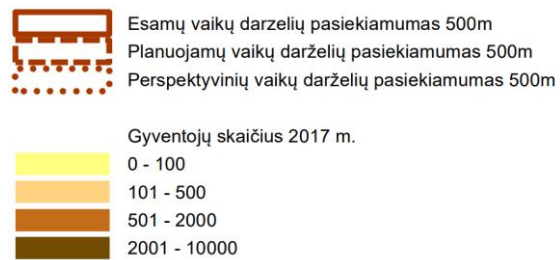 Esamų vaikų darzelių pasiekiamumas 500m
Planuojamų vaikų darželių pasiekiamumas 500m
Perspektyvinių vaikų darželių pasiekiamumas 500m
Gyventojų skaičius 2017 m.
0 - 100
101 - 500
501 - 2000
2001 - 10000